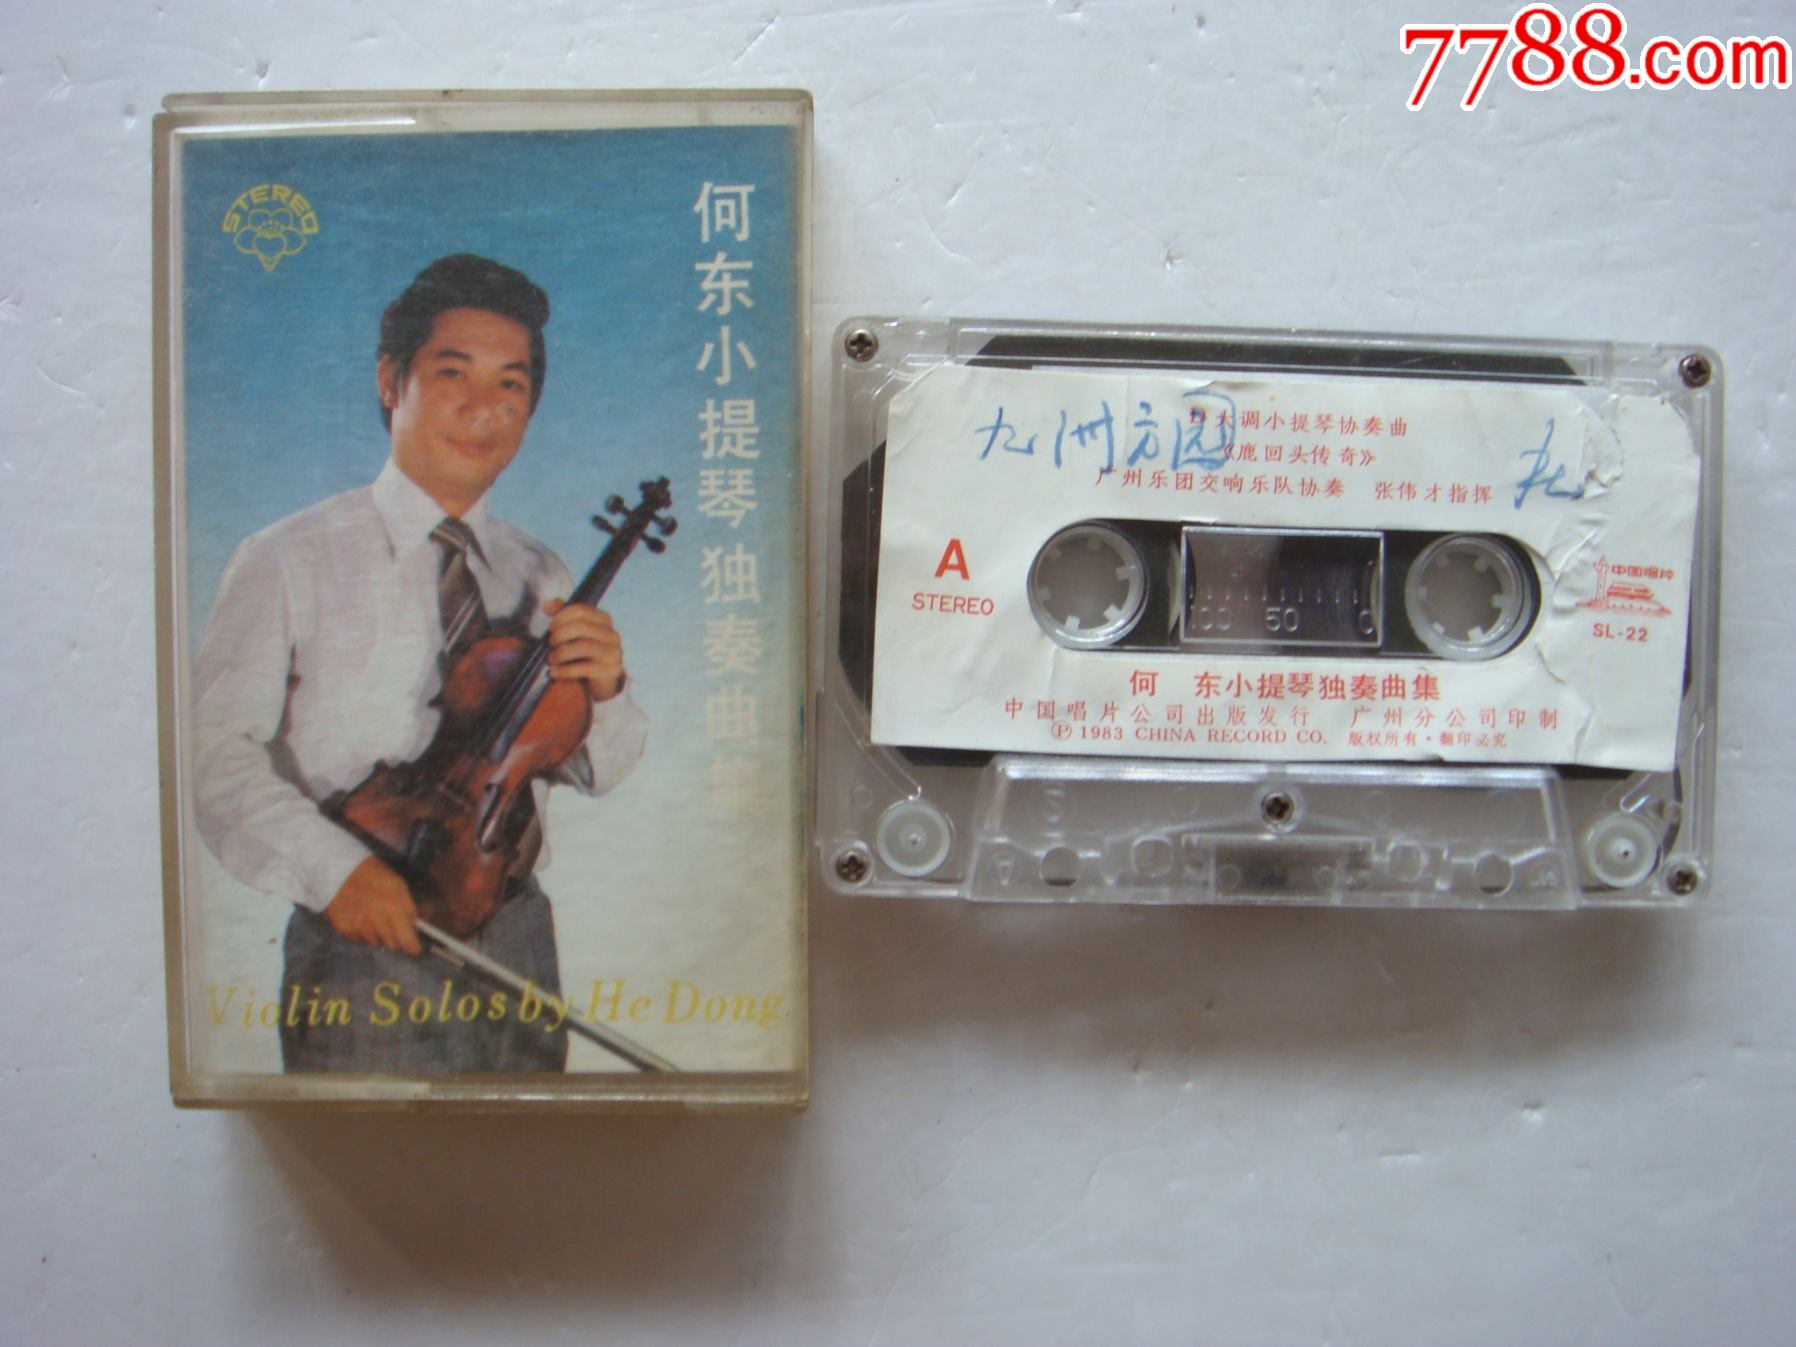 7788.com
STEREO
何东小提琴独奏曲集
Violin Solos by He Dong
D大调小提琴协奏曲
《鹿回头传奇》
广州乐团交响乐队协奏 张伟才指挥
九洲方园
A
STEREO
100 50 0
中国唱片
SL-22
何 东小提琴独奏曲集
中国唱片公司出版发行 广州分公司印制
Ⓟ 1983 CHINA RECORD CO. 版权所有·翻印必究